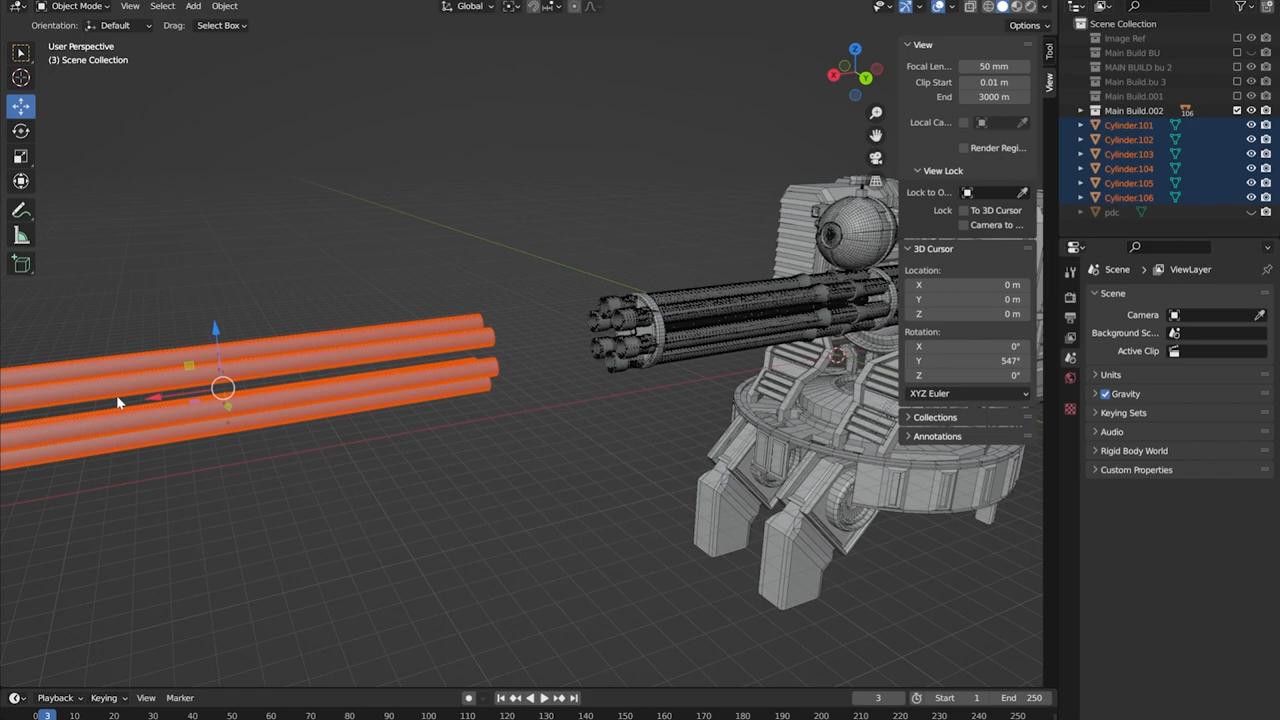 Object Mode View Select Add Object Global
Orientation: Default Drag: Select Box Options
User Perspective
(3) Scene Collection
Z
X
Y
View
Focal Len... 50 mm
Clip Start 0.01 m
End 3000 m
Local Ca...
Render Regi...
View Lock
Lock to O...
Lock To 3D Cursor
Camera to ...
3D Cursor
Location:
X 0 m
Y 0 m
Z 0 m
Rotation:
X 0°
Y 547°
Z 0°
XYZ Euler
Collections
Annotations
Tool
View
Scene Collection
Image Ref
Main Build BU
MAIN BUILD bu 2
Main Build.bu 3
Main Build.001
Main Build.002 106
Cylinder.101
Cylinder.102
Cylinder.103
Cylinder.104
Cylinder.105
Cylinder.106
pdc
Scene ViewLayer
Scene
Camera
Background Sc...
Active Clip
Units
Gravity
Keying Sets
Audio
Rigid Body World
Custom Properties
Playback Keying View Marker 3 Start 1 End 250
0 3 10 20 30 40 50 60 70 80 90 100 110 120 130 140 150 160 170 180 190 200 210 220 230 240 250